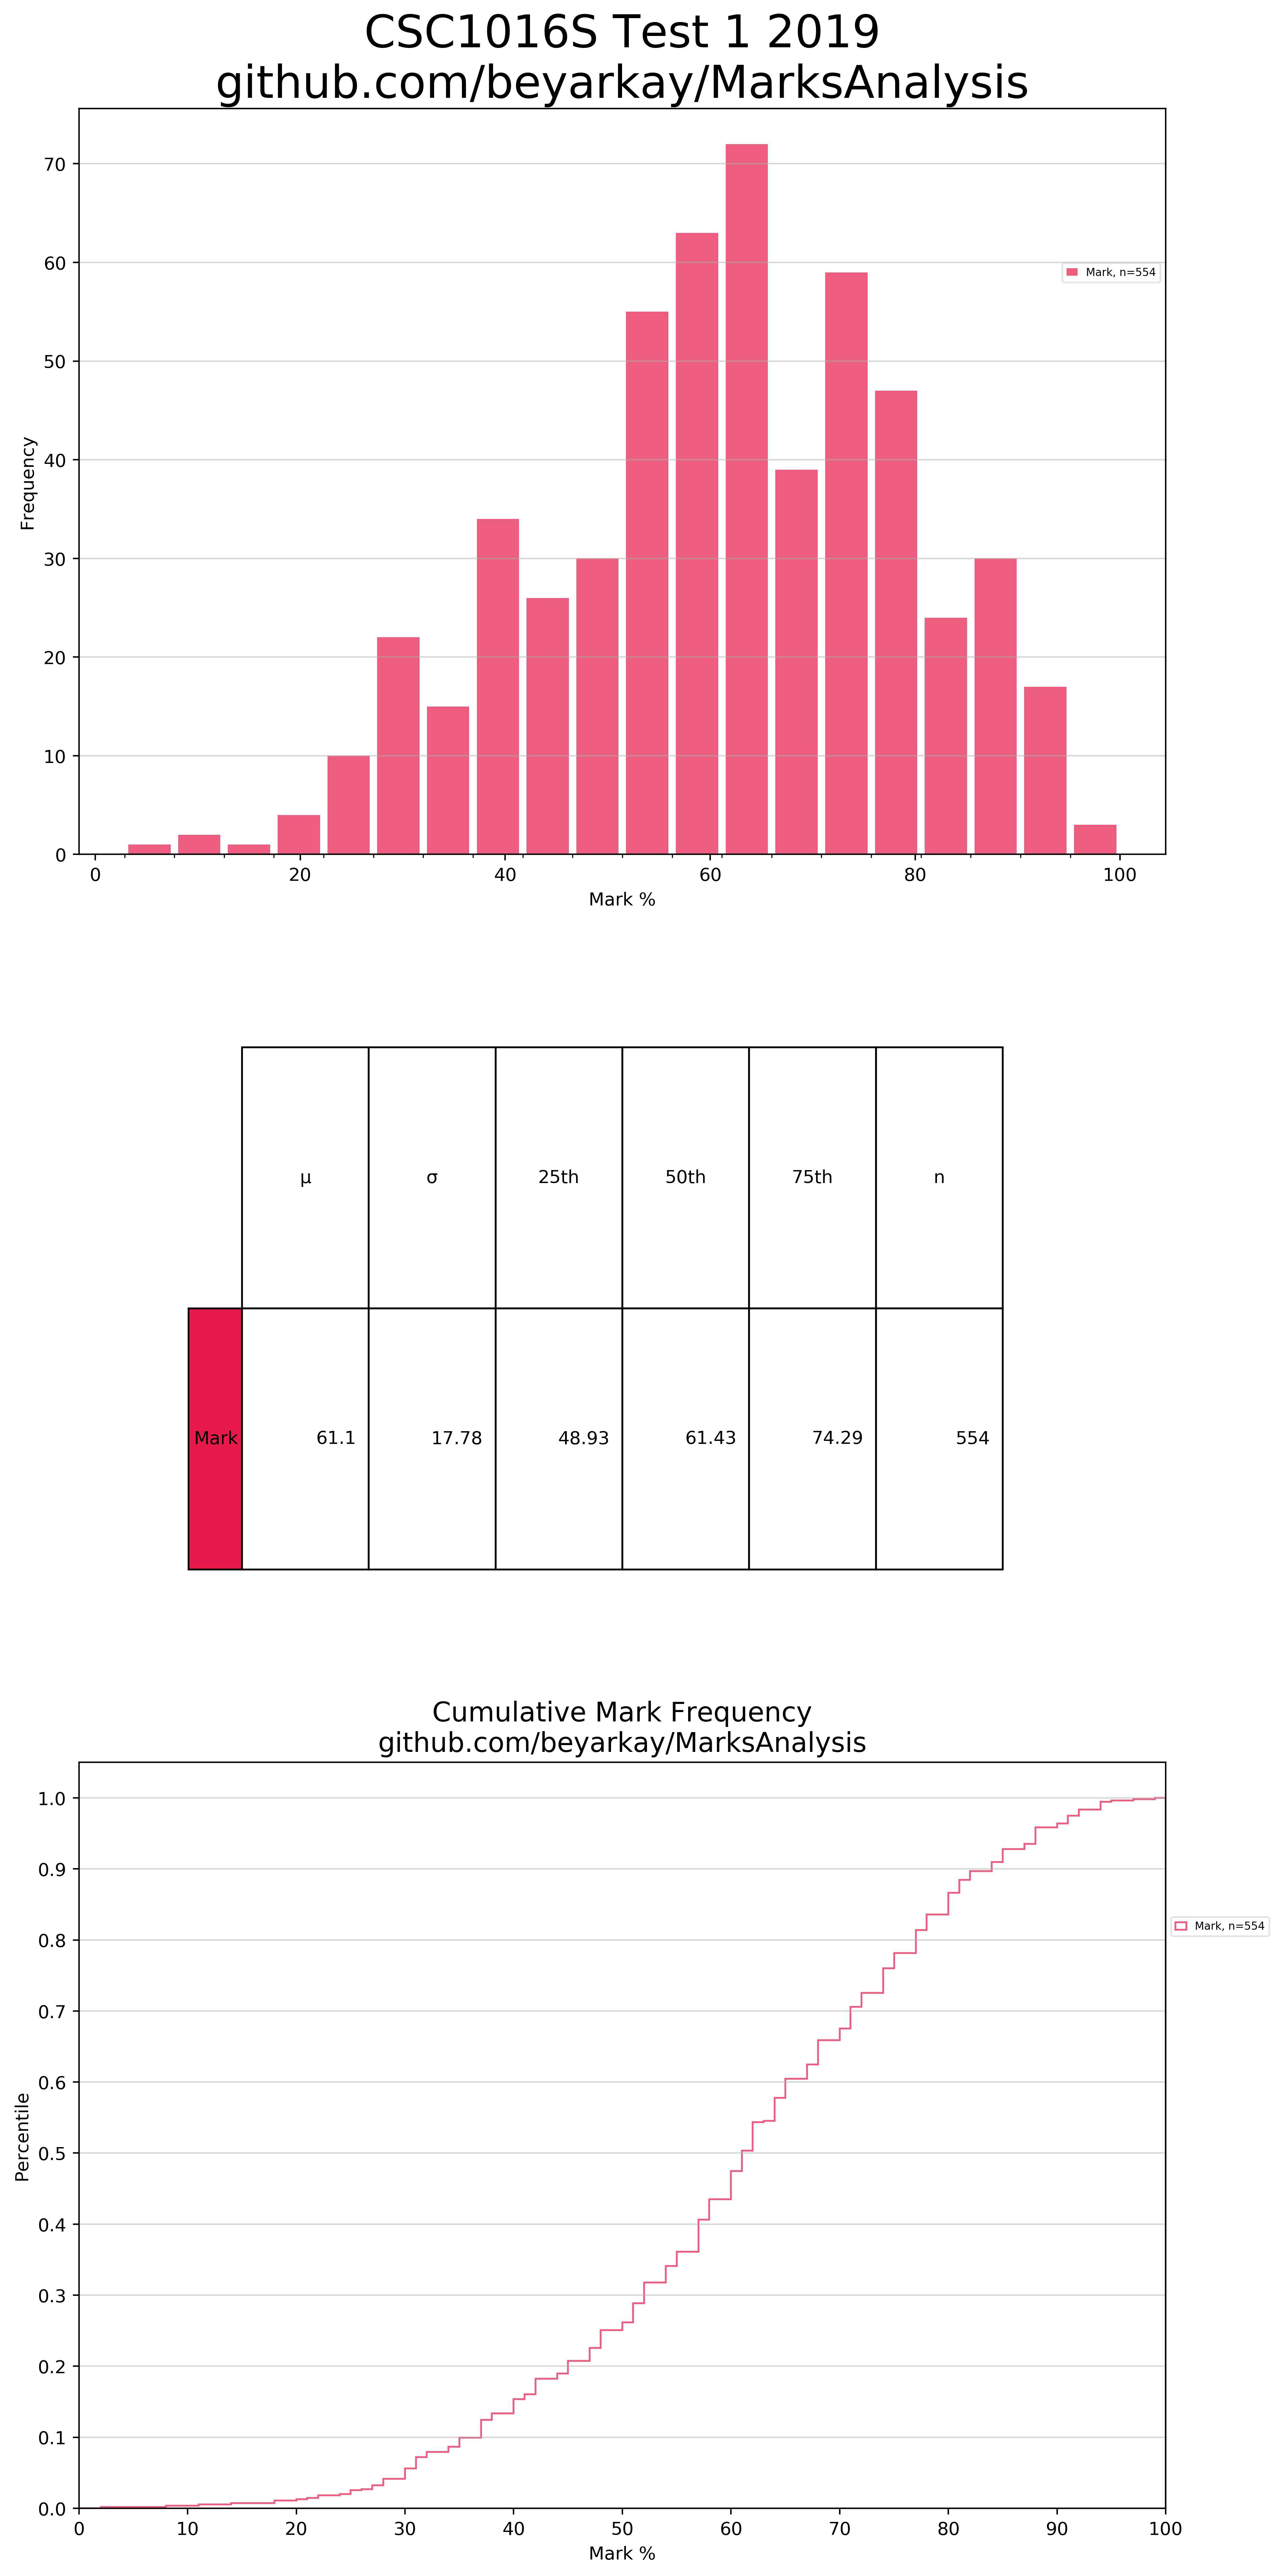 CSC1016S Test 1 2019
github.com/beyarkay/MarksAnalysis
70
60
50
40
30
20
10
0
Frequency
Mark, n=554
0 20 40 60 80 100
Mark %
μ σ 25th 50th 75th n
Mark 61.1 17.78 48.93 61.43 74.29 554
Cumulative Mark Frequency
github.com/beyarkay/MarksAnalysis
1.0
0.9
0.8
0.7
0.6
0.5
0.4
0.3
0.2
0.1
0.0
Percentile
Mark, n=554
0 10 20 30 40 50 60 70 80 90 100
Mark %